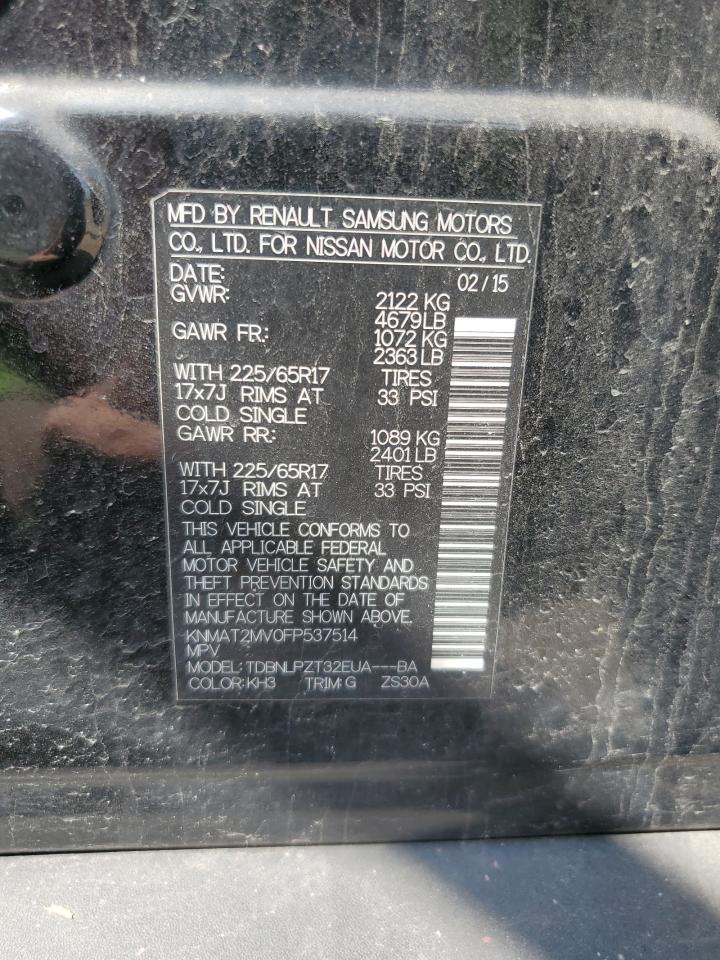 MFD BY RENAULT SAMSUNG MOTORS
CO., LTD. FOR NISSAN MOTOR CO., LTD.
DATE: 02/15
GVWR: 2122 KG
4679LB
GAWR FR.: 1072 KG
2363 LB
WITH 225/65R17 TIRES
17x7J RIMS AT 33 PSI
COLD SINGLE
GAWR RR.: 1089 KG
2401 LB
WITH 225/65R17 TIRES
17x7J RIMS AT 33 PSI
COLD SINGLE
THIS VEHICLE CONFORMS TO
ALL APPLICABLE FEDERAL
MOTOR VEHICLE SAFETY AND
THEFT PREVENTION STANDARDS
IN EFFECT ON THE DATE OF
MANUFACTURE SHOWN ABOVE.
KNMAT2MV0FP537514
MPV
MODEL: TDBNLPZT32EUA---BA
COLOR: KH3 TRIM: G ZS30A